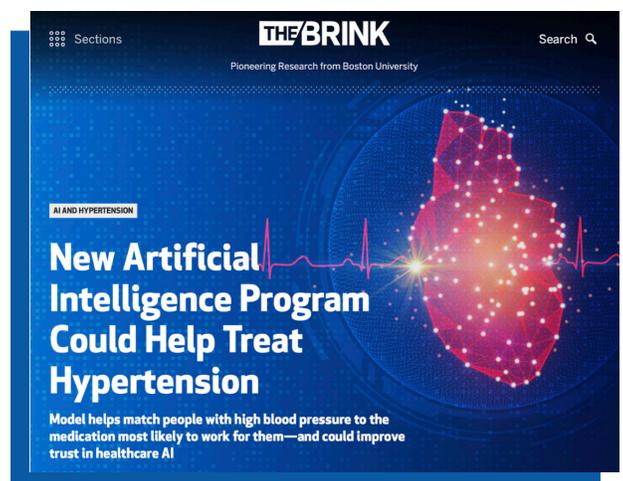 Sections
THE BRINK
Search
Pioneering Research from Boston University
AI AND HYPERTENSION
New Artificial
Intelligence Program
Could Help Treat
Hypertension
Model helps match people with high blood pressure to the
medication most likely to work for them—and could improve
trust in healthcare AI